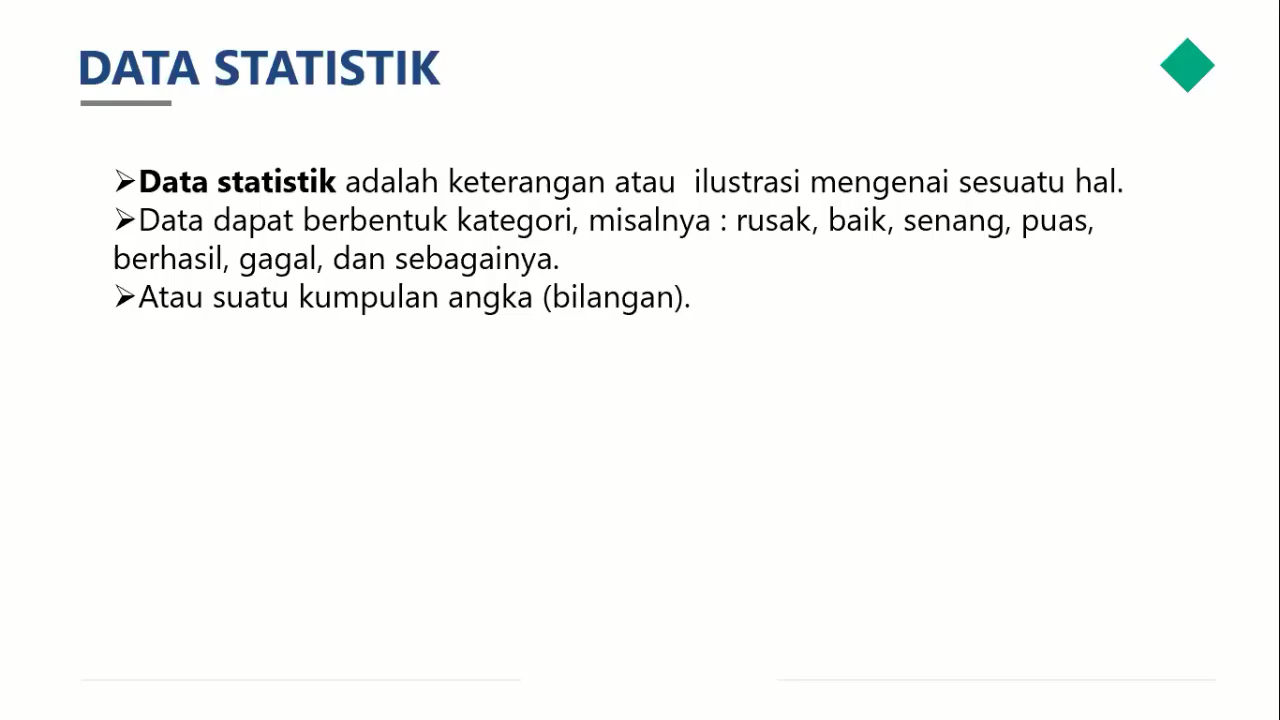 DATA STATISTIK
➢Data statistik adalah keterangan atau  ilustrasi mengenai sesuatu hal.
➢Data dapat berbentuk kategori, misalnya : rusak, baik, senang, puas,
berhasil, gagal, dan sebagainya.
➢Atau suatu kumpulan angka (bilangan).